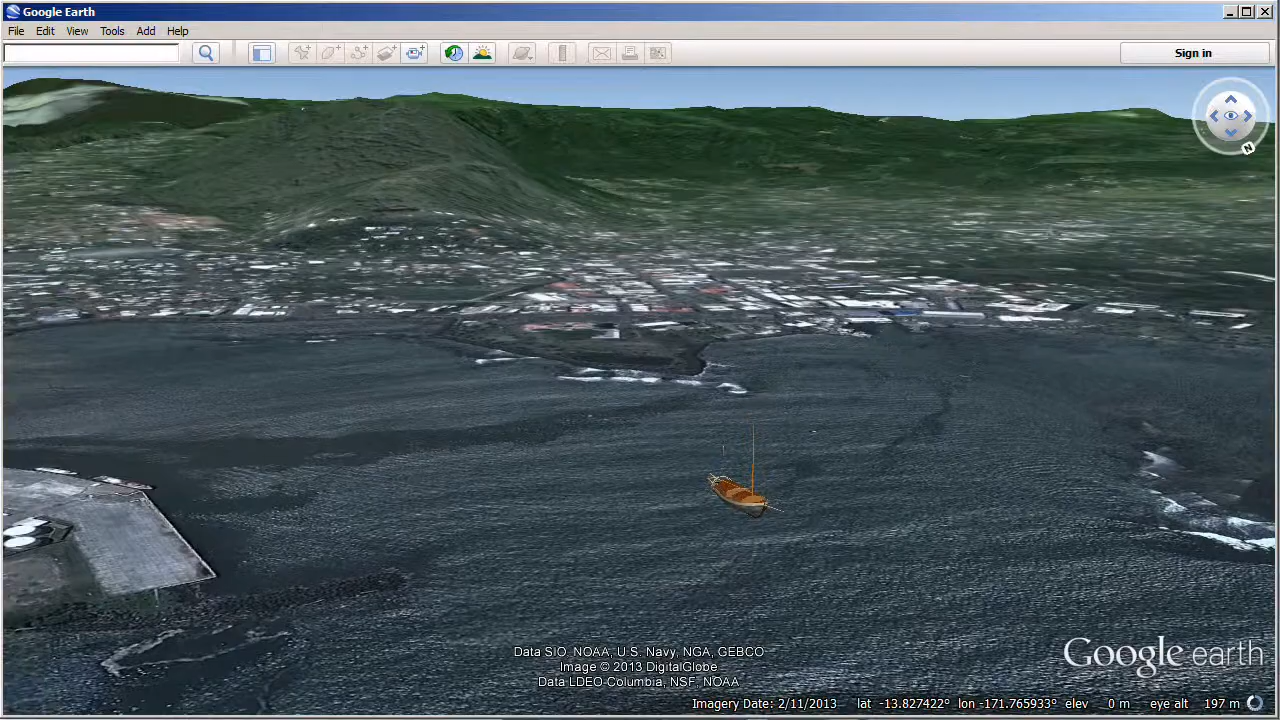 Google Earth
File Edit View Tools Add Help
Sign in
N
Data SIO, NOAA, U.S. Navy, NGA, GEBCO
Image © 2013 DigitalGlobe
Data LDEO-Columbia, NSF, NOAA
Google earth
Imagery Date: 2/11/2013 lat -13.827422° lon -171.765933° elev 0 m eye alt 197 m